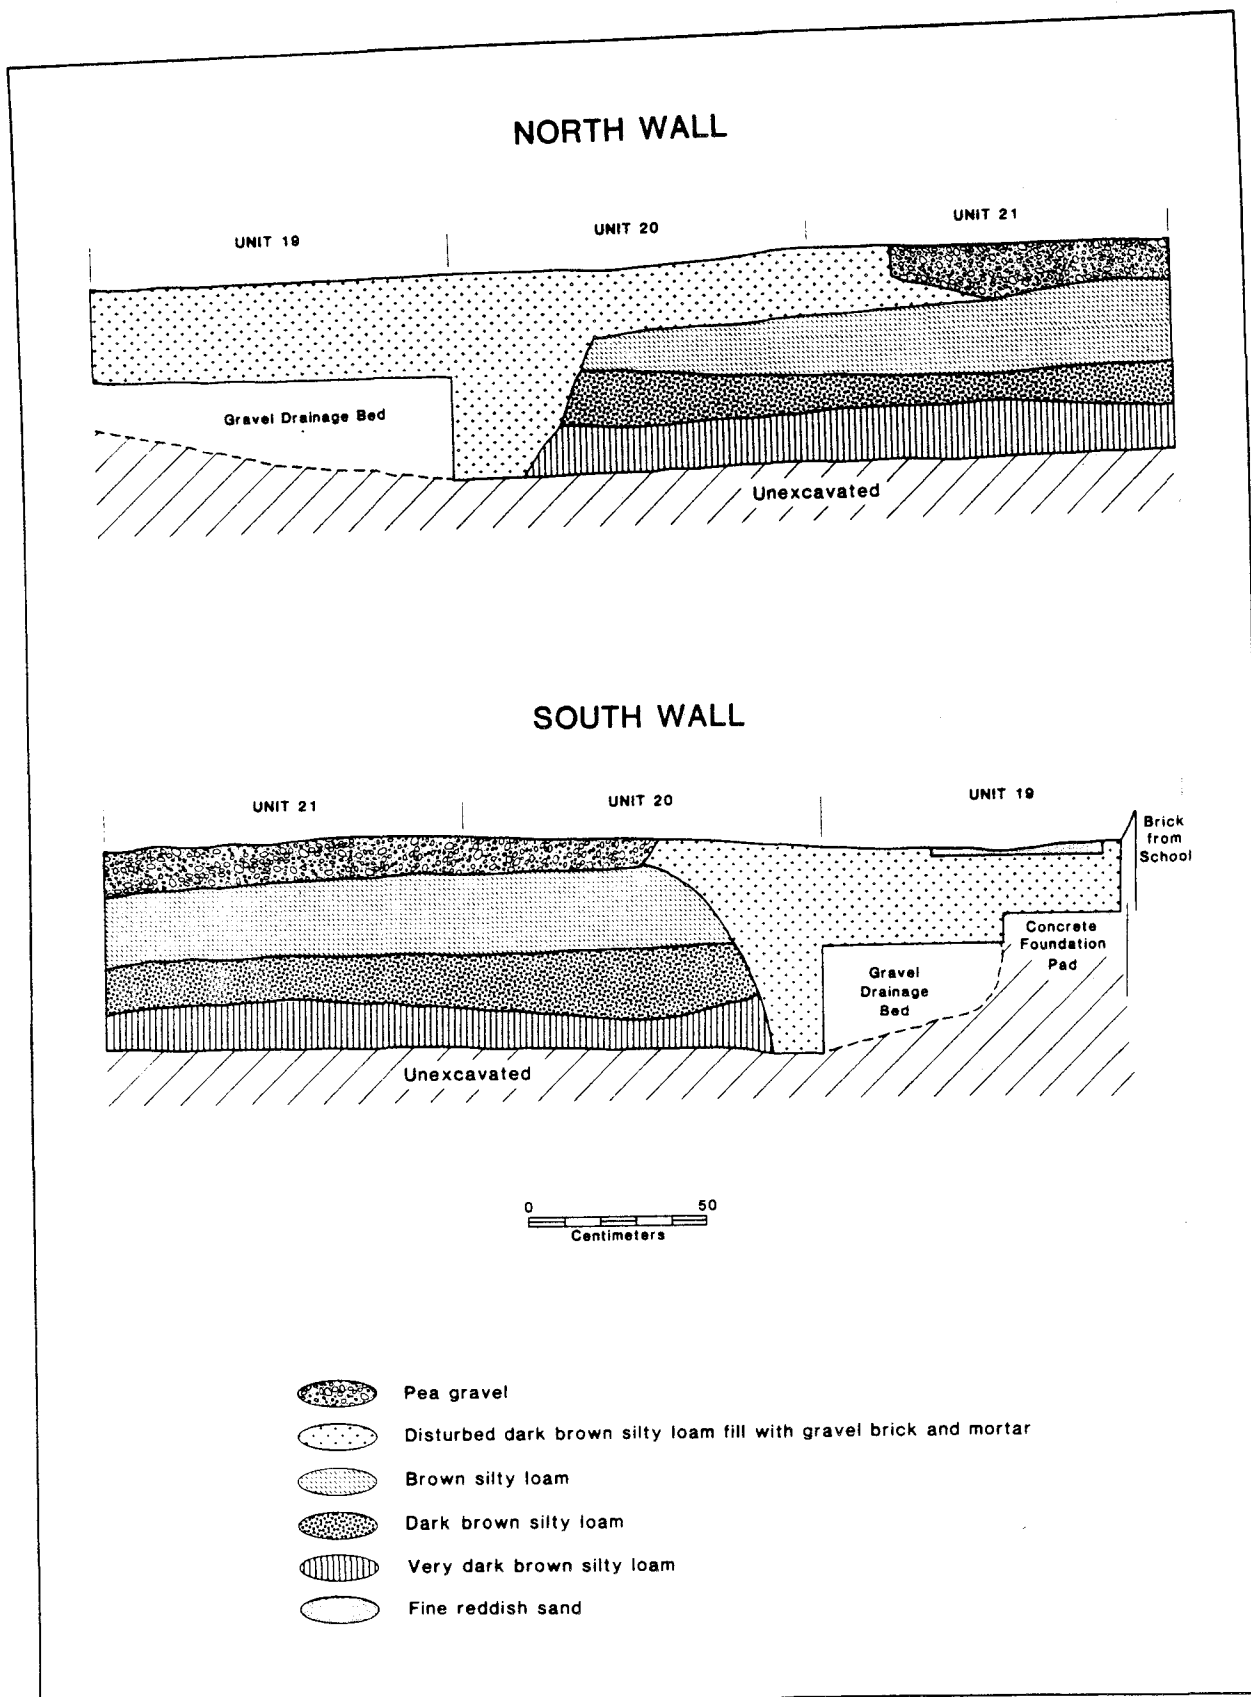 NORTH WALL
UNIT 19
UNIT 20
UNIT 21
Gravel Drainage Bed
Unexcavated
SOUTH WALL
UNIT 21
UNIT 20
UNIT 19
Brick
from
School
Concrete
Foundation
Pad
Gravel
Drainage
Bed
Unexcavated
0 50
Centimeters
Pea gravel
Disturbed dark brown silty loam fill with gravel brick and mortar
Brown silty loam
Dark brown silty loam
Very dark brown silty loam
Fine reddish sand